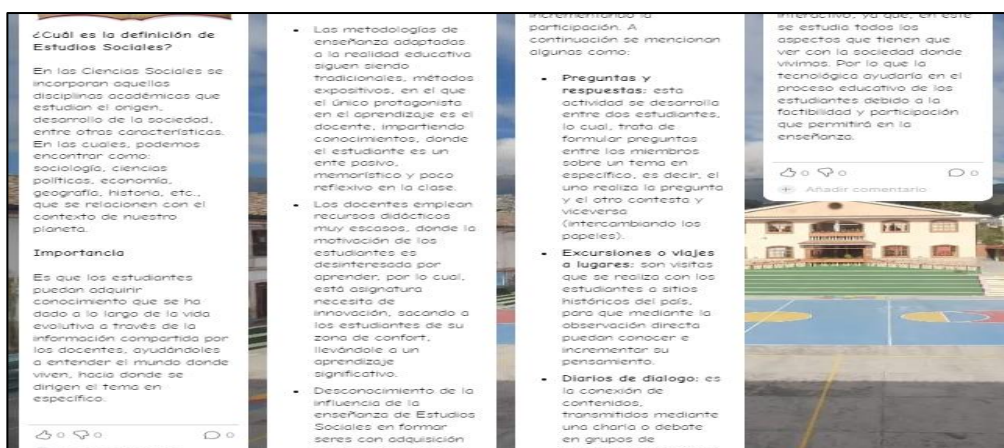 ¿Cuál es la definición de
Estudios Sociales?
En las Ciencias Sociales se
incorporan aquellas
disciplinas académicas que
estudian el origen,
desarrollo de la sociedad,
entre otras características.
En las cuales, podemos
encontrar como:
sociología, ciencias
políticas, economía,
geografía, historia, etc.,
que se relacionen con el
contexto de nuestro
planeta.
Importancia
Es que los estudiantes
puedan adquirir
conocimiento que se ha
dado a lo largo de la vida
evolutiva a través de la
información compartida por
los docentes, ayudándoles
a entender el mundo donde
viven, hacia donde se
dirigen el tema en
específico.
0 0 0
• Las metodologías de
enseñanza adaptadas
a la realidad educativa
siguen siendo
tradicionales, métodos
expositivos, en el que
el único protagonista
en el aprendizaje es el
docente, impartiendo
conocimientos, donde
el estudiante es un
ente pasivo,
memorístico y poco
reflexivo en la clase.
• Los docentes emplean
recursos didácticos
muy escasos, donde la
motivación de los
estudiantes es
desinteresada por
aprender, por lo cual,
está asignatura
necesita de
innovación, sacando a
los estudiantes de su
zona de confort,
llevándole a un
aprendizaje
significativo.
• Desconocimiento de la
influencia de la
enseñanza de Estudios
Sociales en formar
seres con adquisición
incrementando la
participación. A
continuación se mencionan
algunas como:
• Preguntas y
respuestas: esta
actividad se desarrolla
entre dos estudiantes,
lo cual, trata de
formular preguntas
entre los miembros
sobre un tema en
específico, es decir, el
uno realiza la pregunta
y el otro contesta y
viceversa
(intercambiando los
papeles).
• Excursiones o viajes
a lugares: son visitas
que se realiza con los
estudiantes a sitios
históricos del país,
para que mediante la
observación directa
puedan conocer e
incrementar su
pensamiento.
• Diarios de dialogo: es
la conexión de
contenidos,
transmitidos mediante
una charla o debate
en grupos de
interactivo, ya que, en este
se estudia todos los
aspectos que tienen que
ver con la sociedad donde
vivimos. Por lo que la
tecnológica ayudaría en el
proceso educativo de los
estudiantes debido a la
factibilidad y participación
que permitirá en la
enseñanza.
0 0 0
Añadir comentario